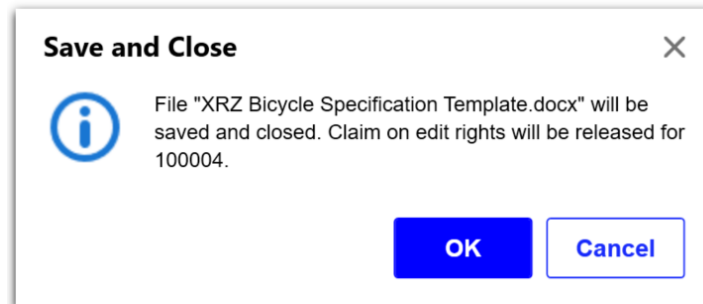 Save and Close
File "XRZ Bicycle Specification Template.docx" will be
saved and closed. Claim on edit rights will be released for
100004.
OK
Cancel